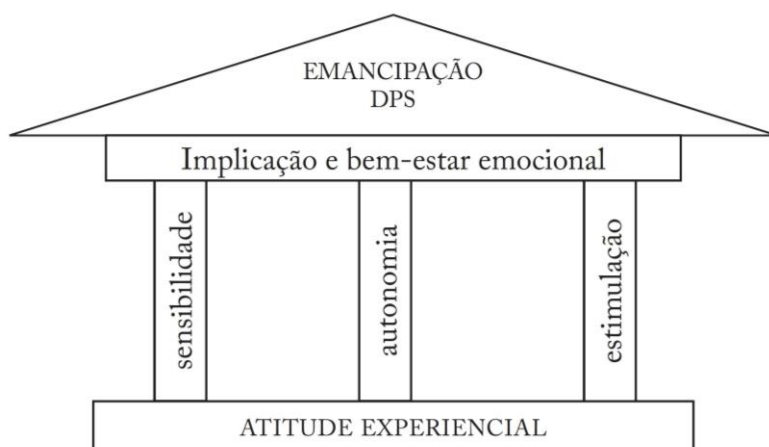 EMANCIPAÇÃO
DPS
Implicação e bem-estar emocional
sensibilidade
autonomia
estimulação
ATITUDE EXPERIENCIAL